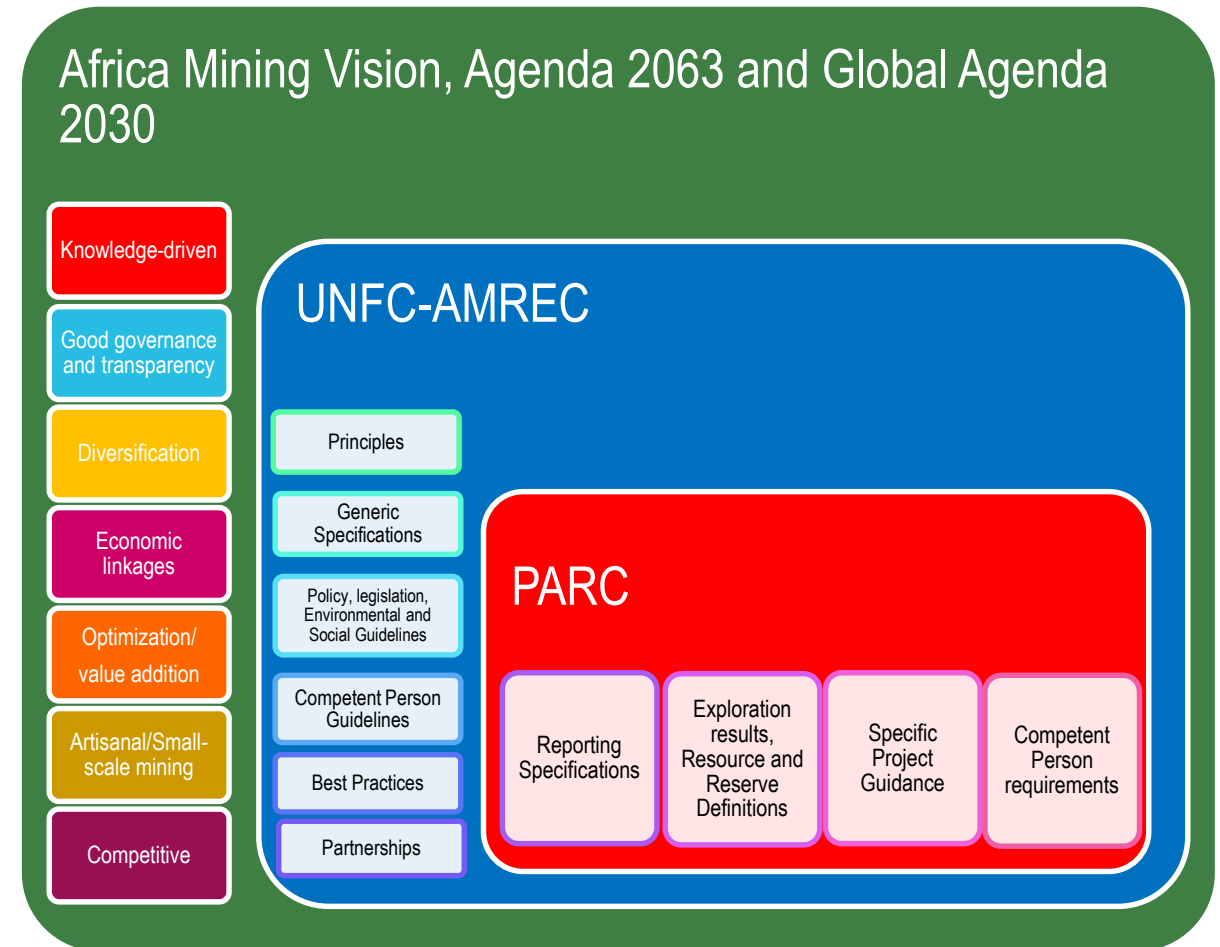 Africa Mining Vision, Agenda 2063 and Global Agenda
2030
Knowledge-driven
Good governance
and transparency
Diversification
Economic
linkages
Optimization/
value addition
Artisanal/Small-
scale mining
Competitive
UNFC-AMREC
Principles
Generic
Specifications
Policy, legislation,
Environmental and
Social Guidelines
Competent Person
Guidelines
Best Practices
Partnerships
PARC
Reporting
Specifications
Exploration
results,
Resource and
Reserve
Definitions
Specific
Project
Guidance
Competent
Person
requirements